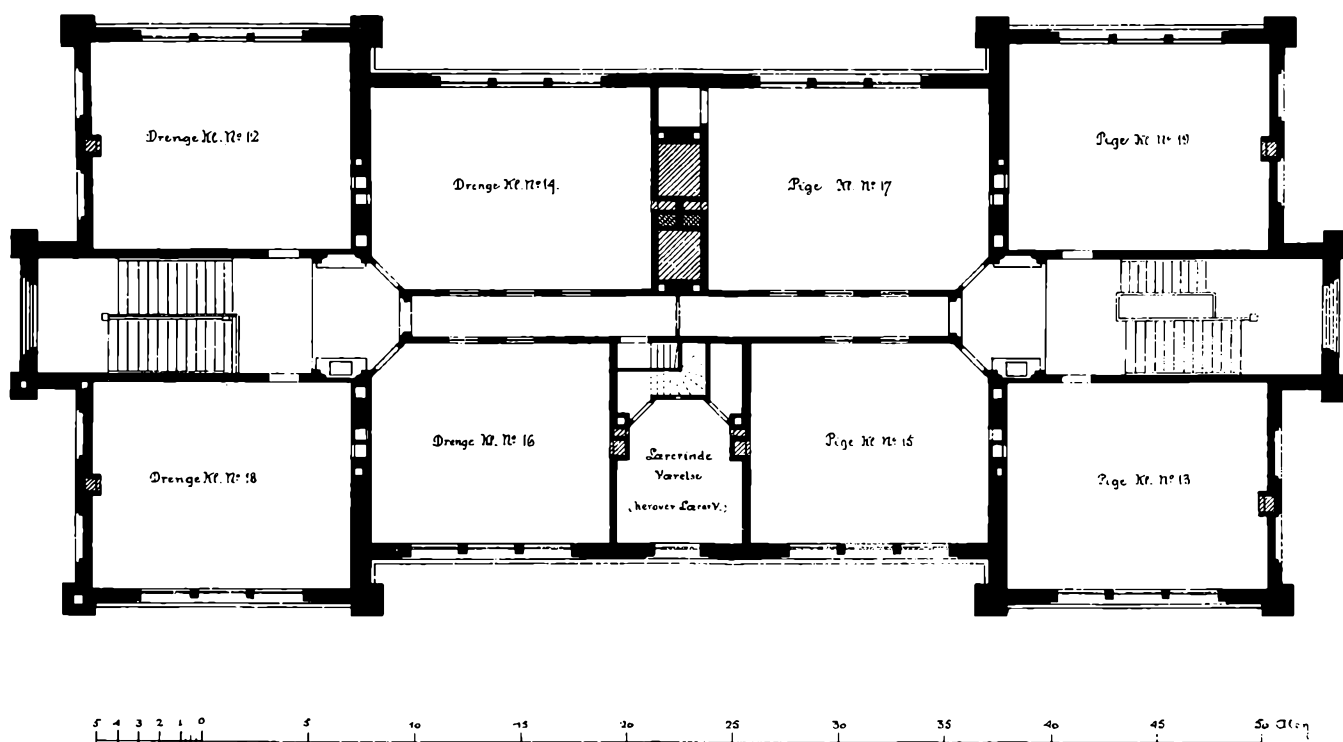 Drenge Kl. No 12
Drenge Kl. No 14.
Pige Kl. No 17
Pige Kl No 19
Drenge Kl. No 18
Drenge Kl. No 16
Lærerinde
Værelse
(herover Lærer V.)
Pige Kl No 15
Pige Kl. No 13
5 4 3 2 1 0 5 10 15 20 25 30 35 40 45 50 Alen